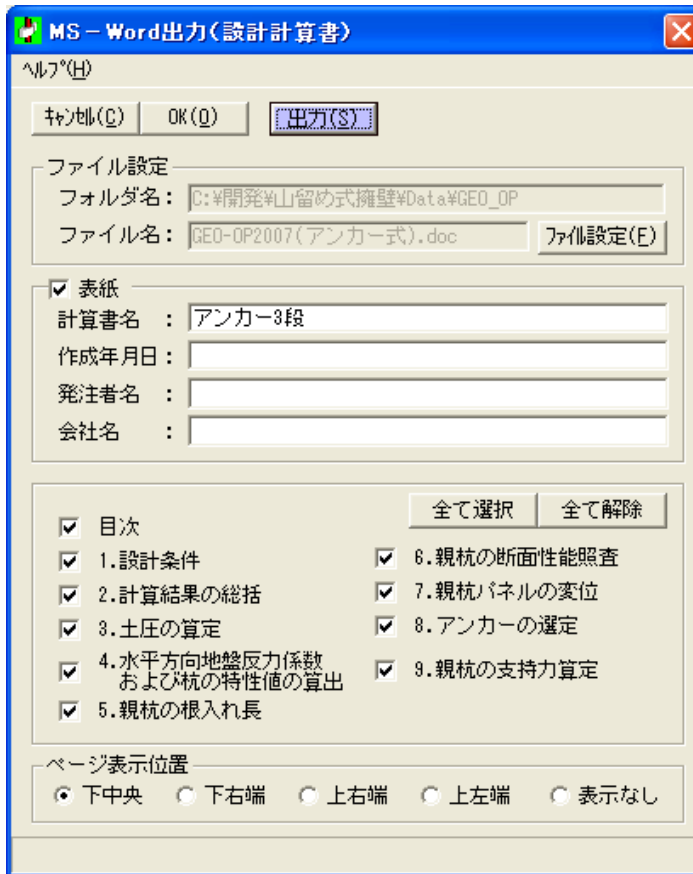 MS－Word出力(設計計算書)
ﾍﾙﾌﾟ(H)
ｷｬﾝｾﾙ(C) OK(O) 出力(S)
ファイル設定
フォルダ名： C:¥開発¥山留め式擁壁¥Data¥GEO_OP
ファイル名： GEO-OP2007(アンカー式).doc ﾌｧｲﾙ設定(F)
表紙
計算書名 ： アンカー3段
作成年月日：
発注者名 ：
会社名 ：
全て選択 全て解除
目次
1.設計条件
2.計算結果の総括
3.土圧の算定
4.水平方向地盤反力係数
および杭の特性値の算出
5.親杭の根入れ長
6.親杭の断面性能照査
7.親杭パネルの変位
8.アンカーの選定
9.親杭の支持力算定
ページ表示位置
下中央 下右端 上右端 上左端 表示なし